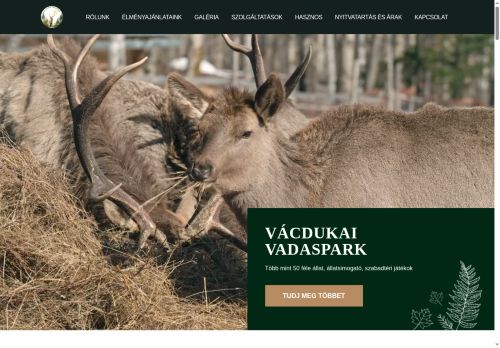 RÓLUNK ÉLMÉNYAJÁNLATAINK GALÉRIA SZOLGÁLTATÁSOK HASZNOS NYITVATARTÁS ÉS ÁRAK KAPCSOLAT
VÁCDUKAI
VADASPARK
Több mint 50 féle állat, állatsimogató, szabadtéri játékok
TUDJ MEG TÖBBET